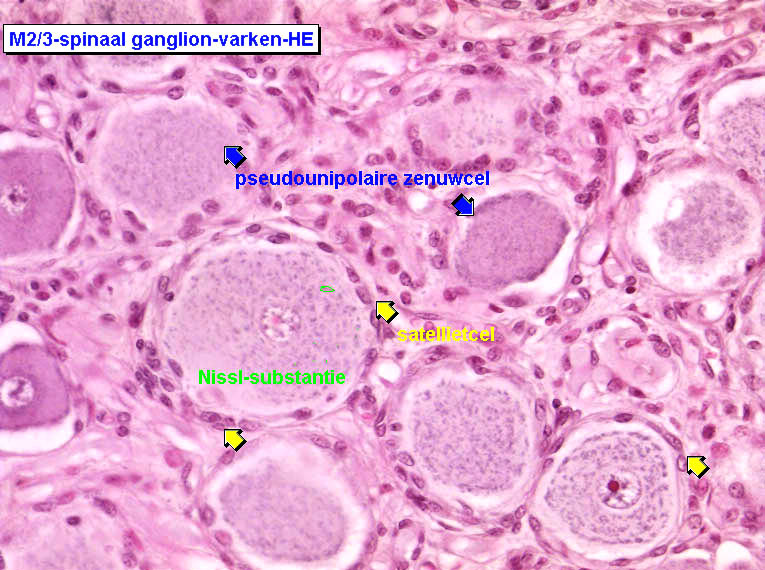 M2/3-spinaal ganglion-varken-HE
pseudounipolaire zenuwcel
satellietcel
Nissl-substantie